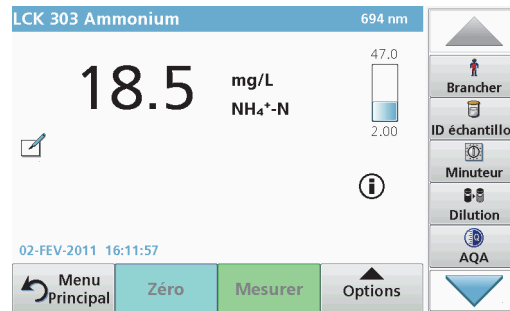 LCK 303 Ammonium 694 nm
47.0
18.5 mg/L
NH₄⁺-N
2.00
02-FEV-2011 16:11:57
Menu
Principal
Zéro
Mesurer
Options
Brancher
ID échantillo
Minuteur
Dilution
AQA